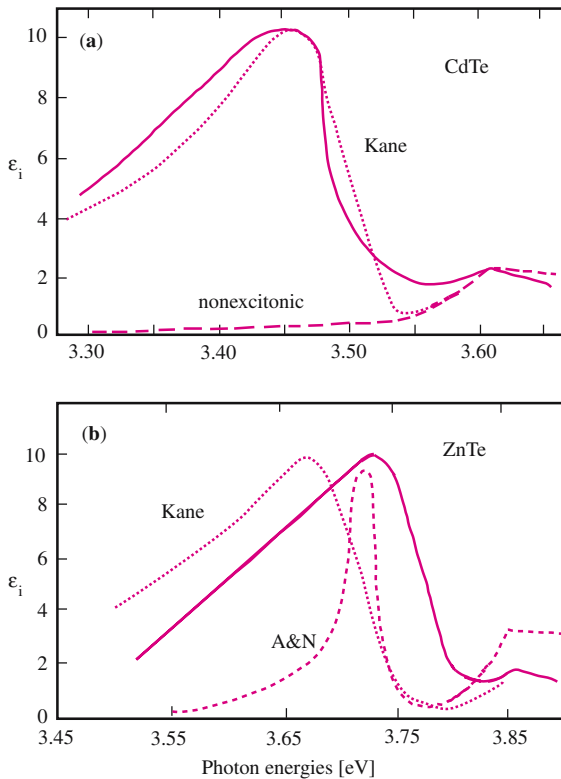 10
(a)
CdTe
8
Kane
6
ε_i
4
2
nonexcitonic
0
3.30 3.40 3.50 3.60
(b)
ZnTe
10
Kane
8
6
ε_i
4
A&N
2
0
3.45 3.55 3.65 3.75 3.85
Photon energies [eV]